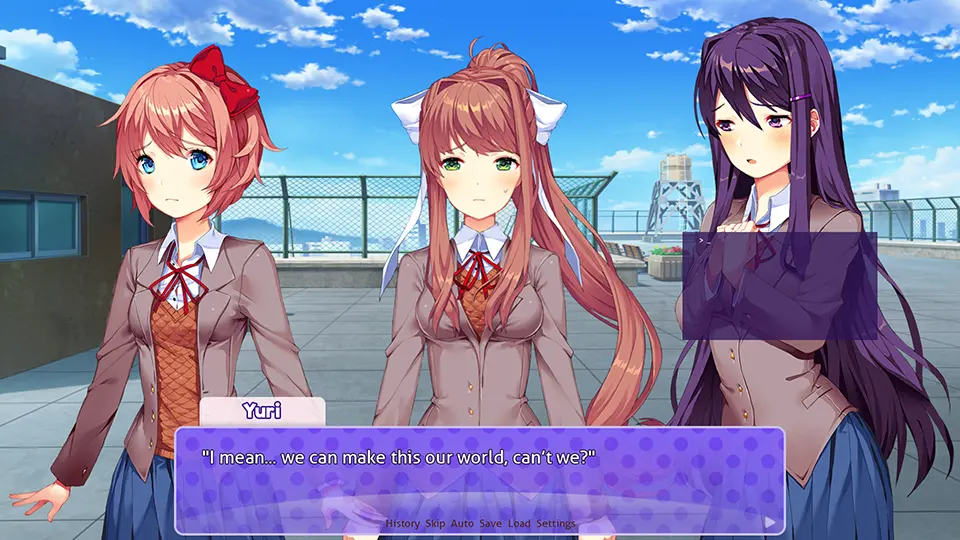 Yuri
"I mean... we can make this our world, can't we?"
History Skip Auto Save Load Settings